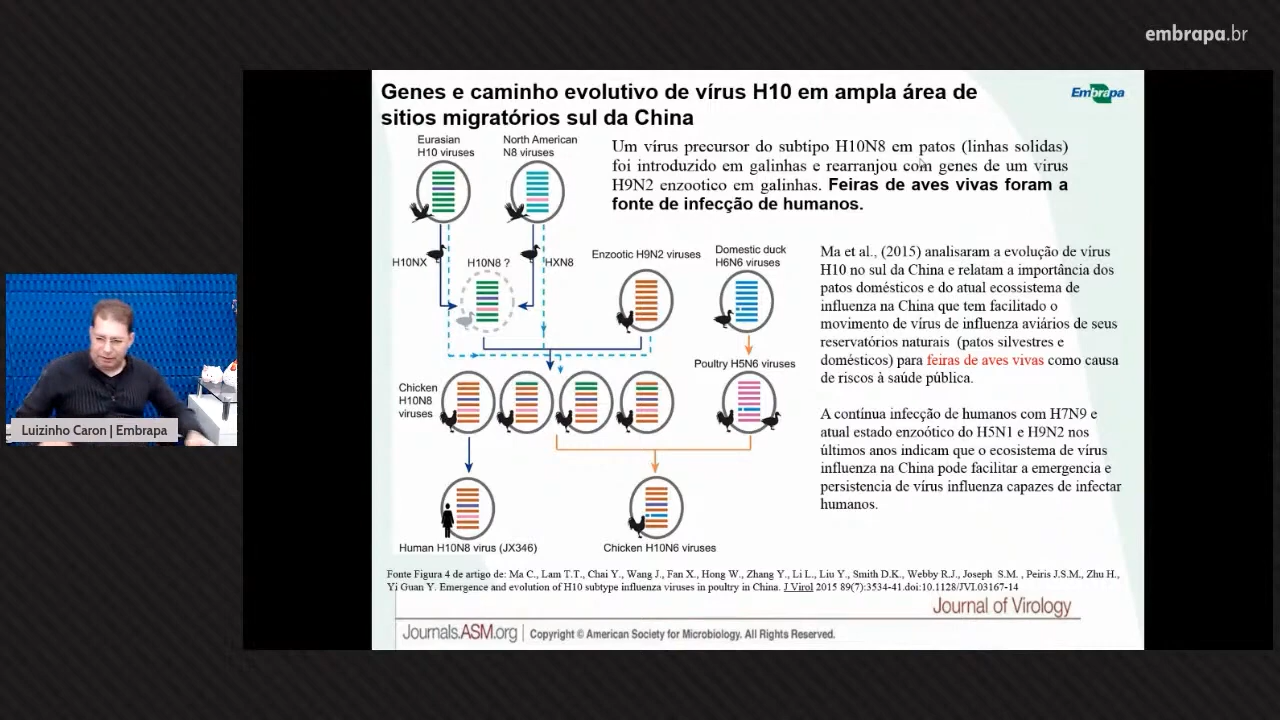 embrapa.br
Genes e caminho evolutivo de vírus H10 em ampla área de
sitios migratórios sul da China
Embrapa
Eurasian
H10 viruses
North American
N8 viruses
Um vírus precursor do subtipo H10N8 em patos (linhas solidas)
foi introduzido em galinhas e rearranjou com genes de um vírus
H9N2 enzootico em galinhas. Feiras de aves vivas foram a
fonte de infecção de humanos.
H10NX
H10N8 ?
HXN8
Enzootic H9N2 viruses
Domestic duck
H6N6 viruses
Ma et al., (2015) analisaram a evolução de vírus
H10 no sul da China e relatam a importância dos
patos domésticos e do atual ecossistema de
influenza na China que tem facilitado o
movimento de vírus de influenza aviários de seus
reservatórios naturais (patos silvestres e
domésticos) para feiras de aves vivas como causa
de riscos à saúde pública.
Poultry H5N6 viruses
Chicken
H10N8
viruses
A contínua infecção de humanos com H7N9 e
atual estado enzoótico do H5N1 e H9N2 nos
últimos anos indicam que o ecosistema de vírus
influenza na China pode facilitar a emergencia e
persistencia de vírus influenza capazes de infectar
humanos.
Luizinho Caron | Embrapa
Human H10N8 virus (JX346)
Chicken H10N6 viruses
Fonte Figura 4 de artigo de: Ma C., Lam T.T., Chai Y., Wang J., Fan X., Hong W., Zhang Y., Li L., Liu Y., Smith D.K., Webby R.J., Joseph S.M. , Peiris J.S.M., Zhu H.,
Yi Guan Y. Emergence and evolution of H10 subtype influenza viruses in poultry in China. J Virol 2015 89(7):3534-41.doi:10.1128/JVI.03167-14
Journal of Virology
Journals.ASM.org | Copyright © American Society for Microbiology. All Rights Reserved.